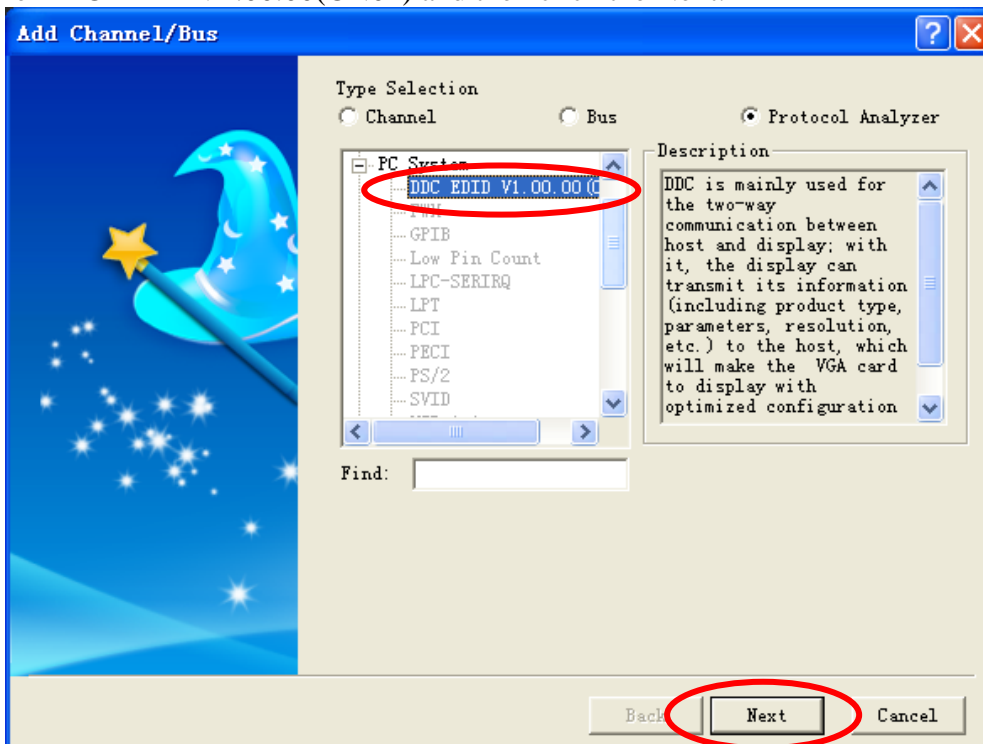 Add Channel/Bus
Type Selection
Channel
Bus
Protocol Analyzer
PC System
DDC EDID V1.00.00(C
GPIB
Low Pin Count
LPC-SERIRQ
LPT
PCI
PECI
PS/2
SVID
Description
DDC is mainly used for
the two-way
communication between
host and display; with
it, the display can
transmit its information
(including product type,
parameters, resolution,
etc.) to the host, which
will make the VGA card
to display with
optimized configuration
Find:
Back
Next
Cancel